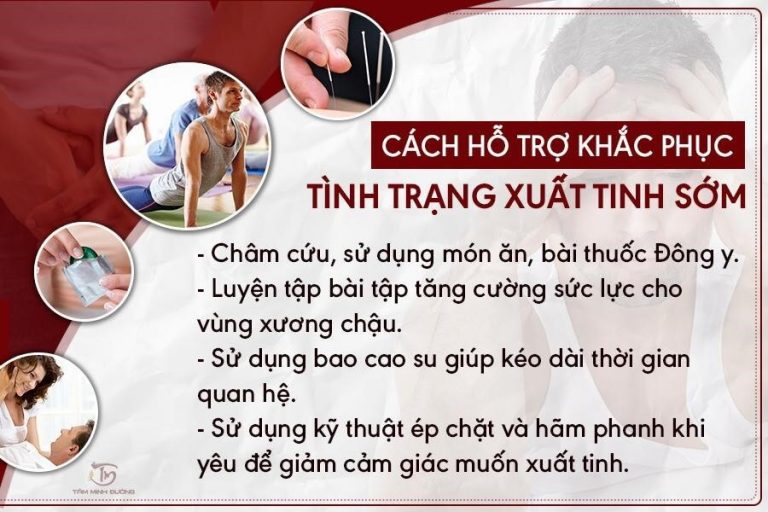 CÁCH HỖ TRỢ KHẮC PHỤC
TÌNH TRẠNG XUẤT TINH SỚM
- Châm cứu, sử dụng món ăn, bài thuốc Đông y.
- Luyện tập bài tập tăng cường sức lực cho
vùng xương chậu.
- Sử dụng bao cao su giúp kéo dài thời gian
quan hệ.
- Sử dụng kỹ thuật ép chặt và hãm phanh khi
yêu để giảm cảm giác muốn xuất tinh.
TÂM MINH ĐƯỜNG